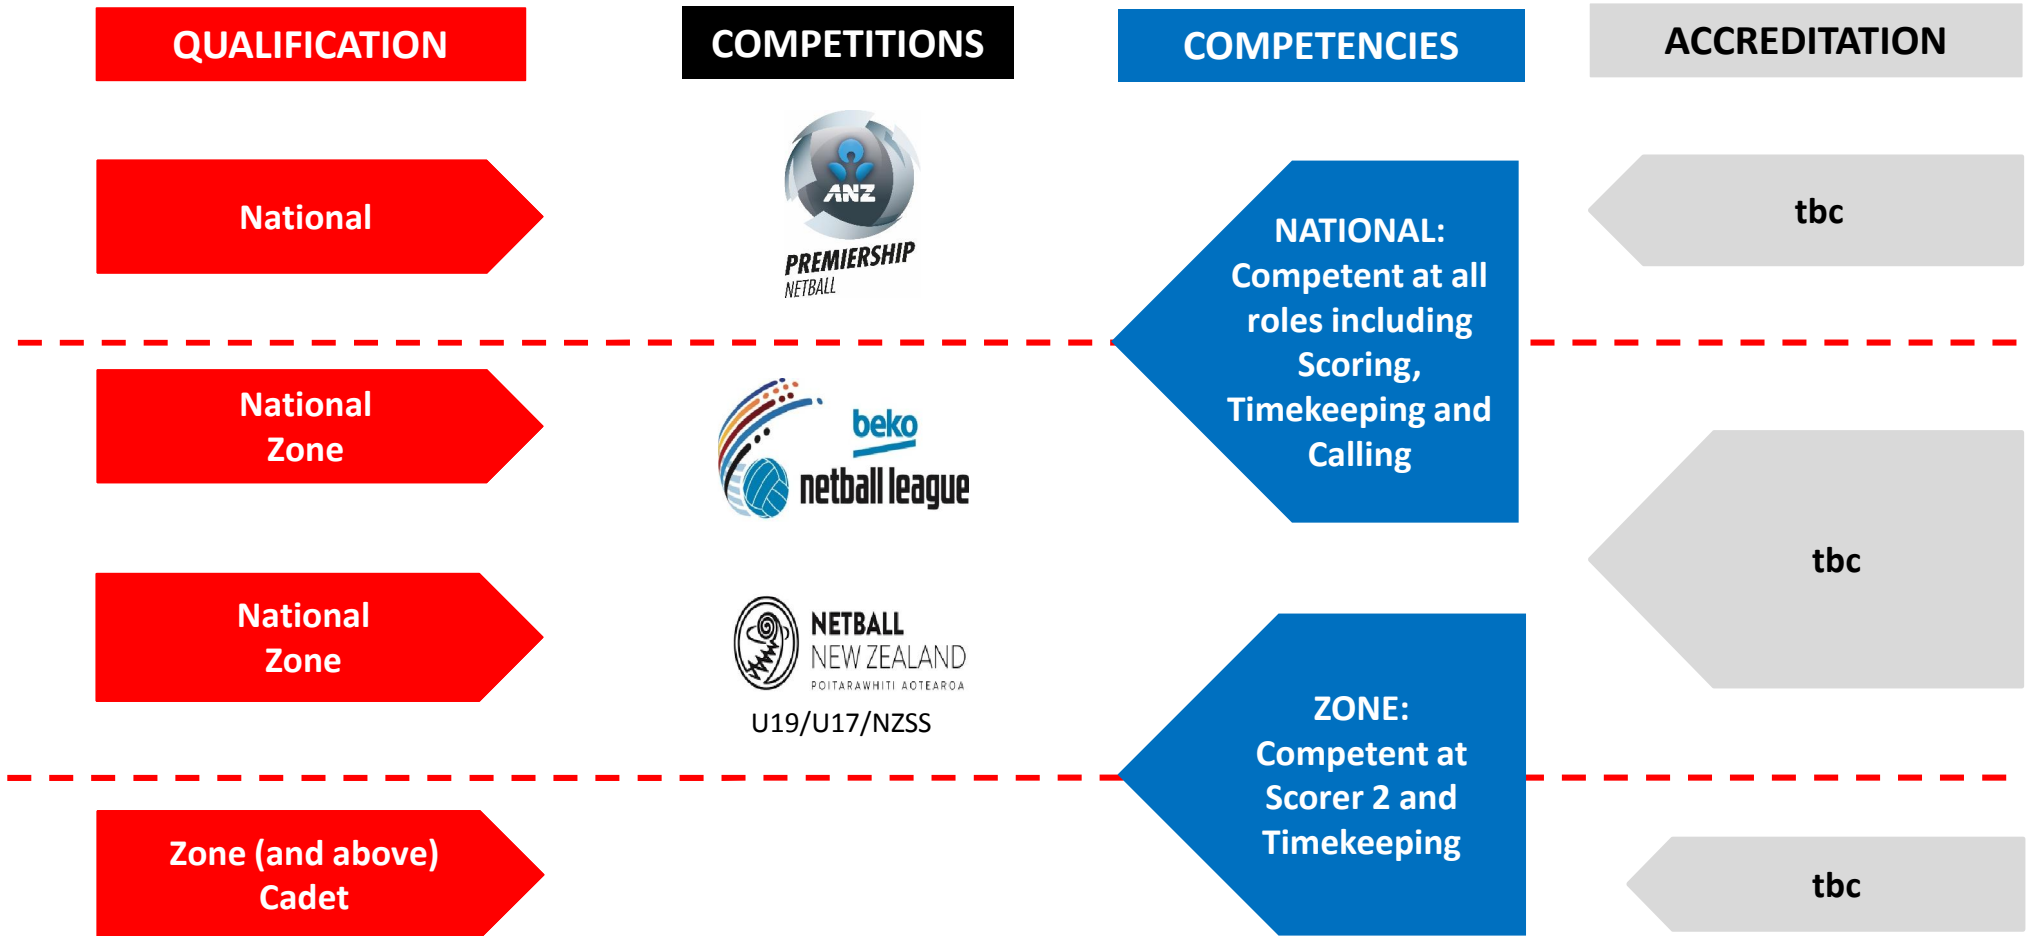 QUALIFICATION
COMPETITIONS
COMPETENCIES
ACCREDITATION
National
ANZ
PREMIERSHIP
NETBALL
NATIONAL:
Competent at all
roles including
Scoring,
Timekeeping and
Calling
tbc
National
Zone
beko
netball league
tbc
National
Zone
NETBALL
NEW ZEALAND
POITARAWHITI AOTEAROA
U19/U17/NZSS
ZONE:
Competent at
Scorer 2 and
Timekeeping
Zone (and above)
Cadet
tbc